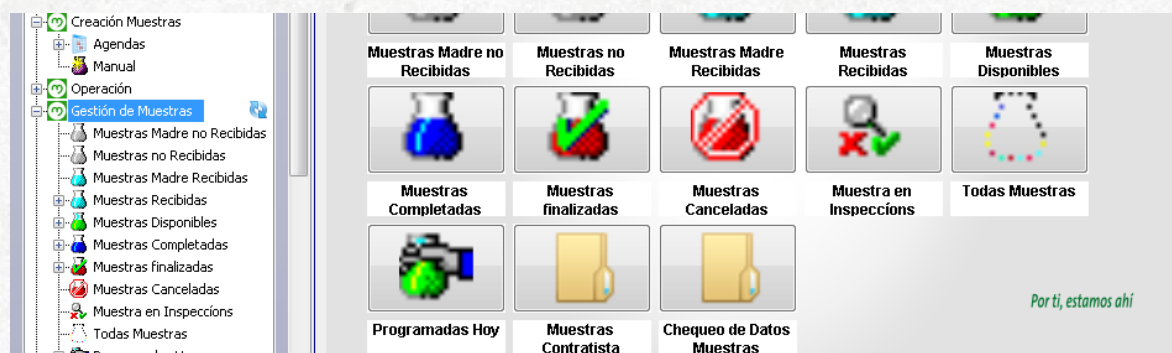 Creación Muestras
Agendas
Manual
Operación
Gestión de Muestras
Muestras Madre no Recibidas
Muestras no Recibidas
Muestras Madre Recibidas
Muestras Recibidas
Muestras Disponibles
Muestras Completadas
Muestras finalizadas
Muestras Canceladas
Muestra en Inspeccíons
Todas Muestras
Muestras Madre no
Recibidas
Muestras no
Recibidas
Muestras Madre
Recibidas
Muestras
Recibidas
Muestras
Disponibles
Muestras
Completadas
Muestras
finalizadas
Muestras
Canceladas
Muestra en
Inspeccíons
Todas Muestras
Programadas Hoy
Muestras
Contratista
Chequeo de Datos
Muestras
Por ti, estamos ahí